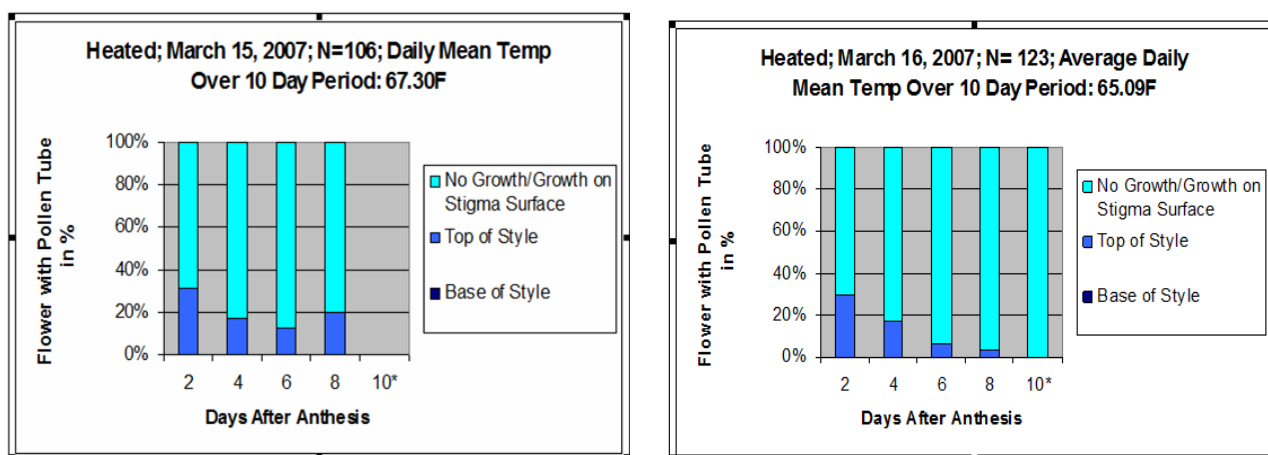 Heated; March 15, 2007; N=106; Daily Mean Temp
Over 10 Day Period: 67.30F
Flower with Pollen Tube
in %
100%
80%
60%
40%
20%
0%
2 4 6 8 10*
Days After Anthesis
No Growth/Growth on
Stigma Surface
Top of Style
Base of Style
Heated; March 16, 2007; N= 123; Average Daily
Mean Temp Over 10 Day Period: 65.09F
Flower with Pollen Tube
in %
100%
80%
60%
40%
20%
0%
2 4 6 8 10*
Days After Anthesis
No Growth/Growth on
Stigma Surface
Top of Style
Base of Style